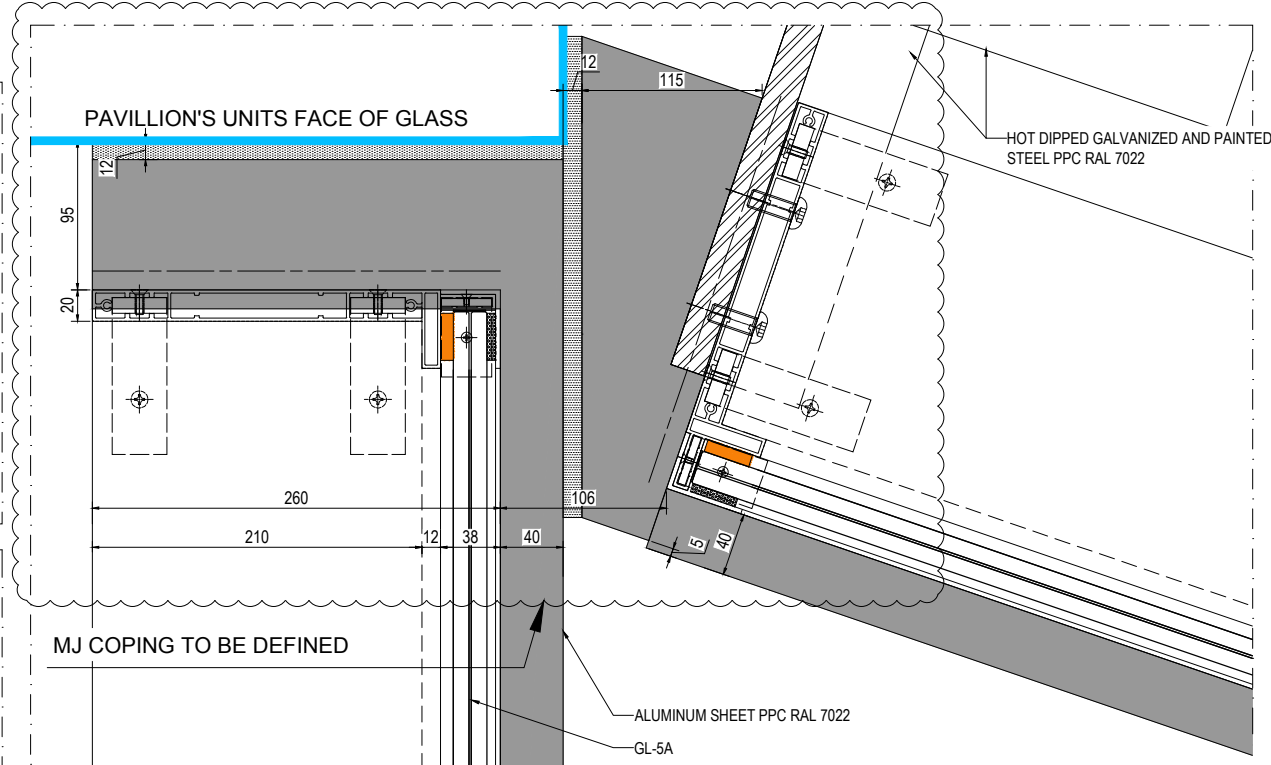 12
115
PAVILLION'S UNITS FACE OF GLASS
HOT DIPPED GALVANIZED AND PAINTED
STEEL PPC RAL 7022
12
95
20
260
106
210
12
38
40
5
40
MJ COPING TO BE DEFINED
ALUMINUM SHEET PPC RAL 7022
GL-5A